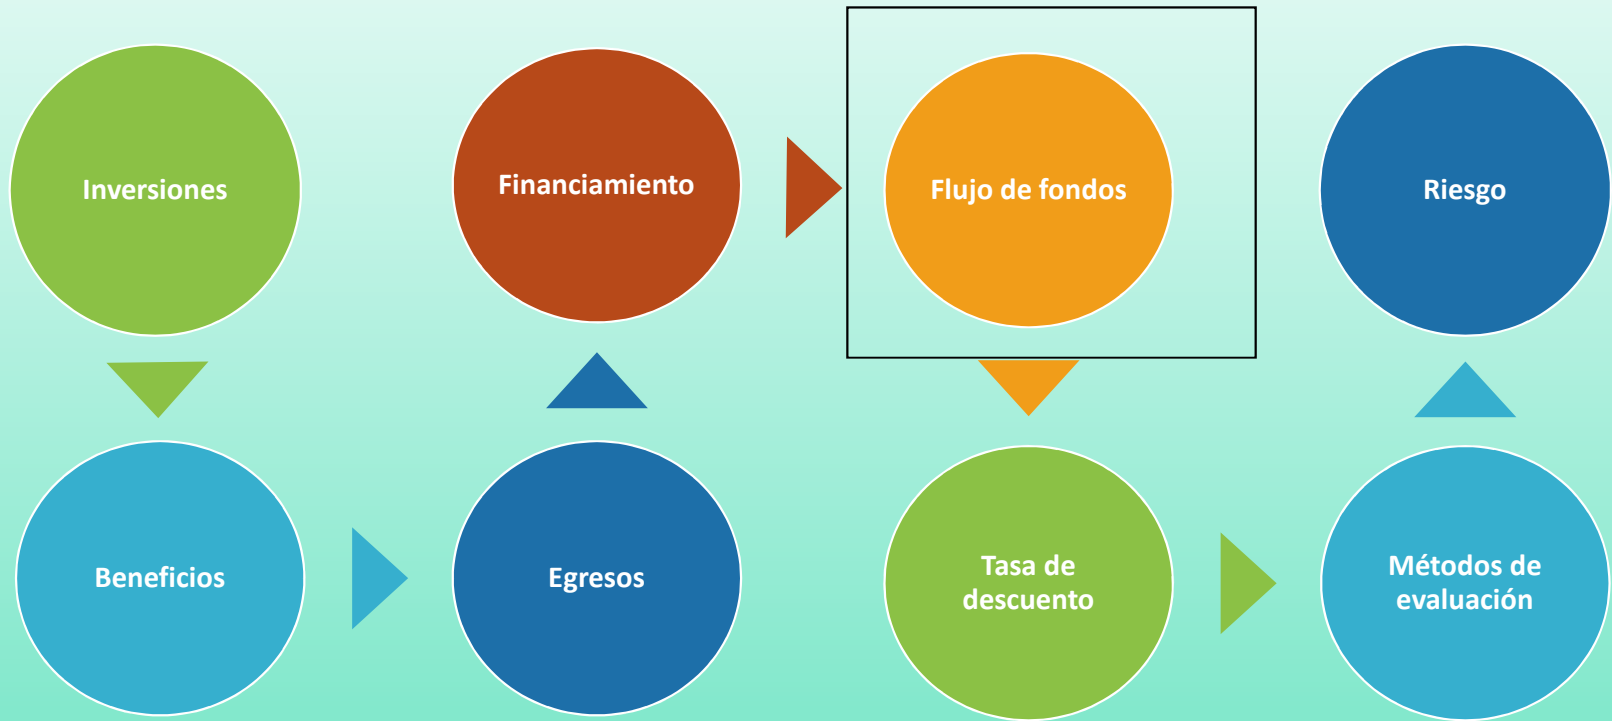 Inversiones
Financiamiento
Flujo de fondos
Riesgo
Beneficios
Egresos
Tasa de
descuento
Métodos de
evaluación